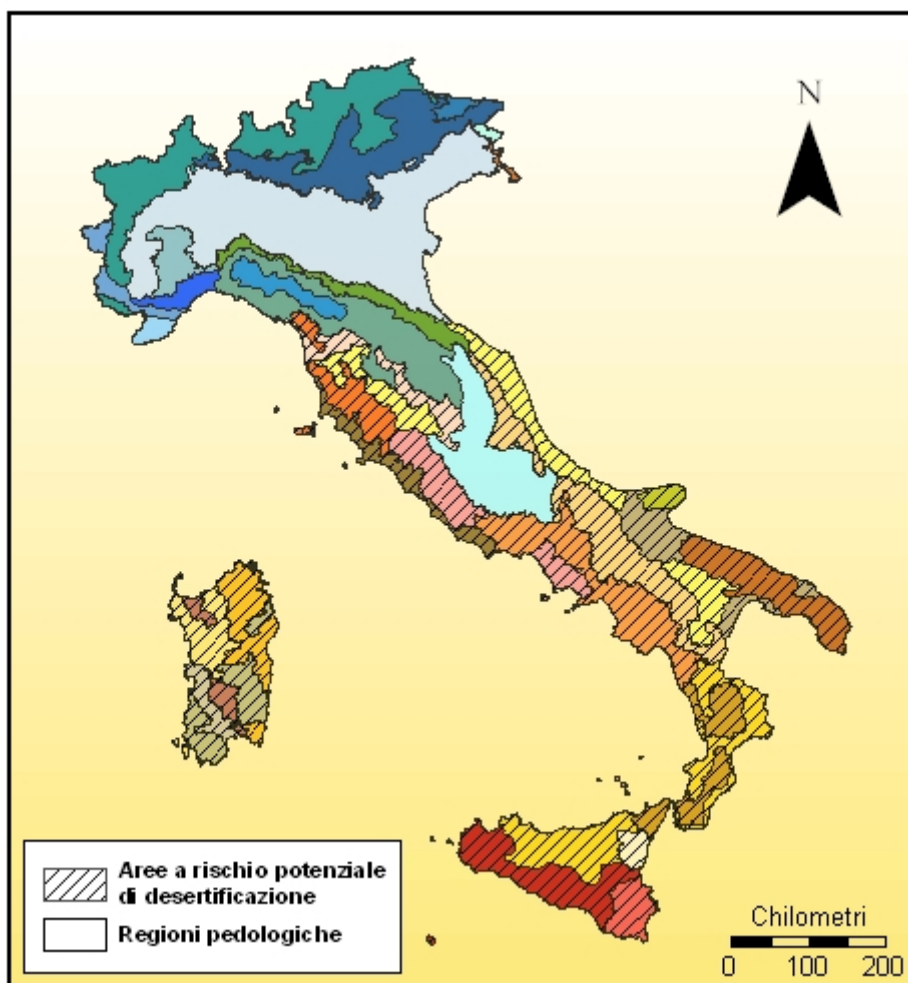 N
Aree a rischio potenziale
di desertificazione
Regioni pedologiche
Chilometri
0 100 200